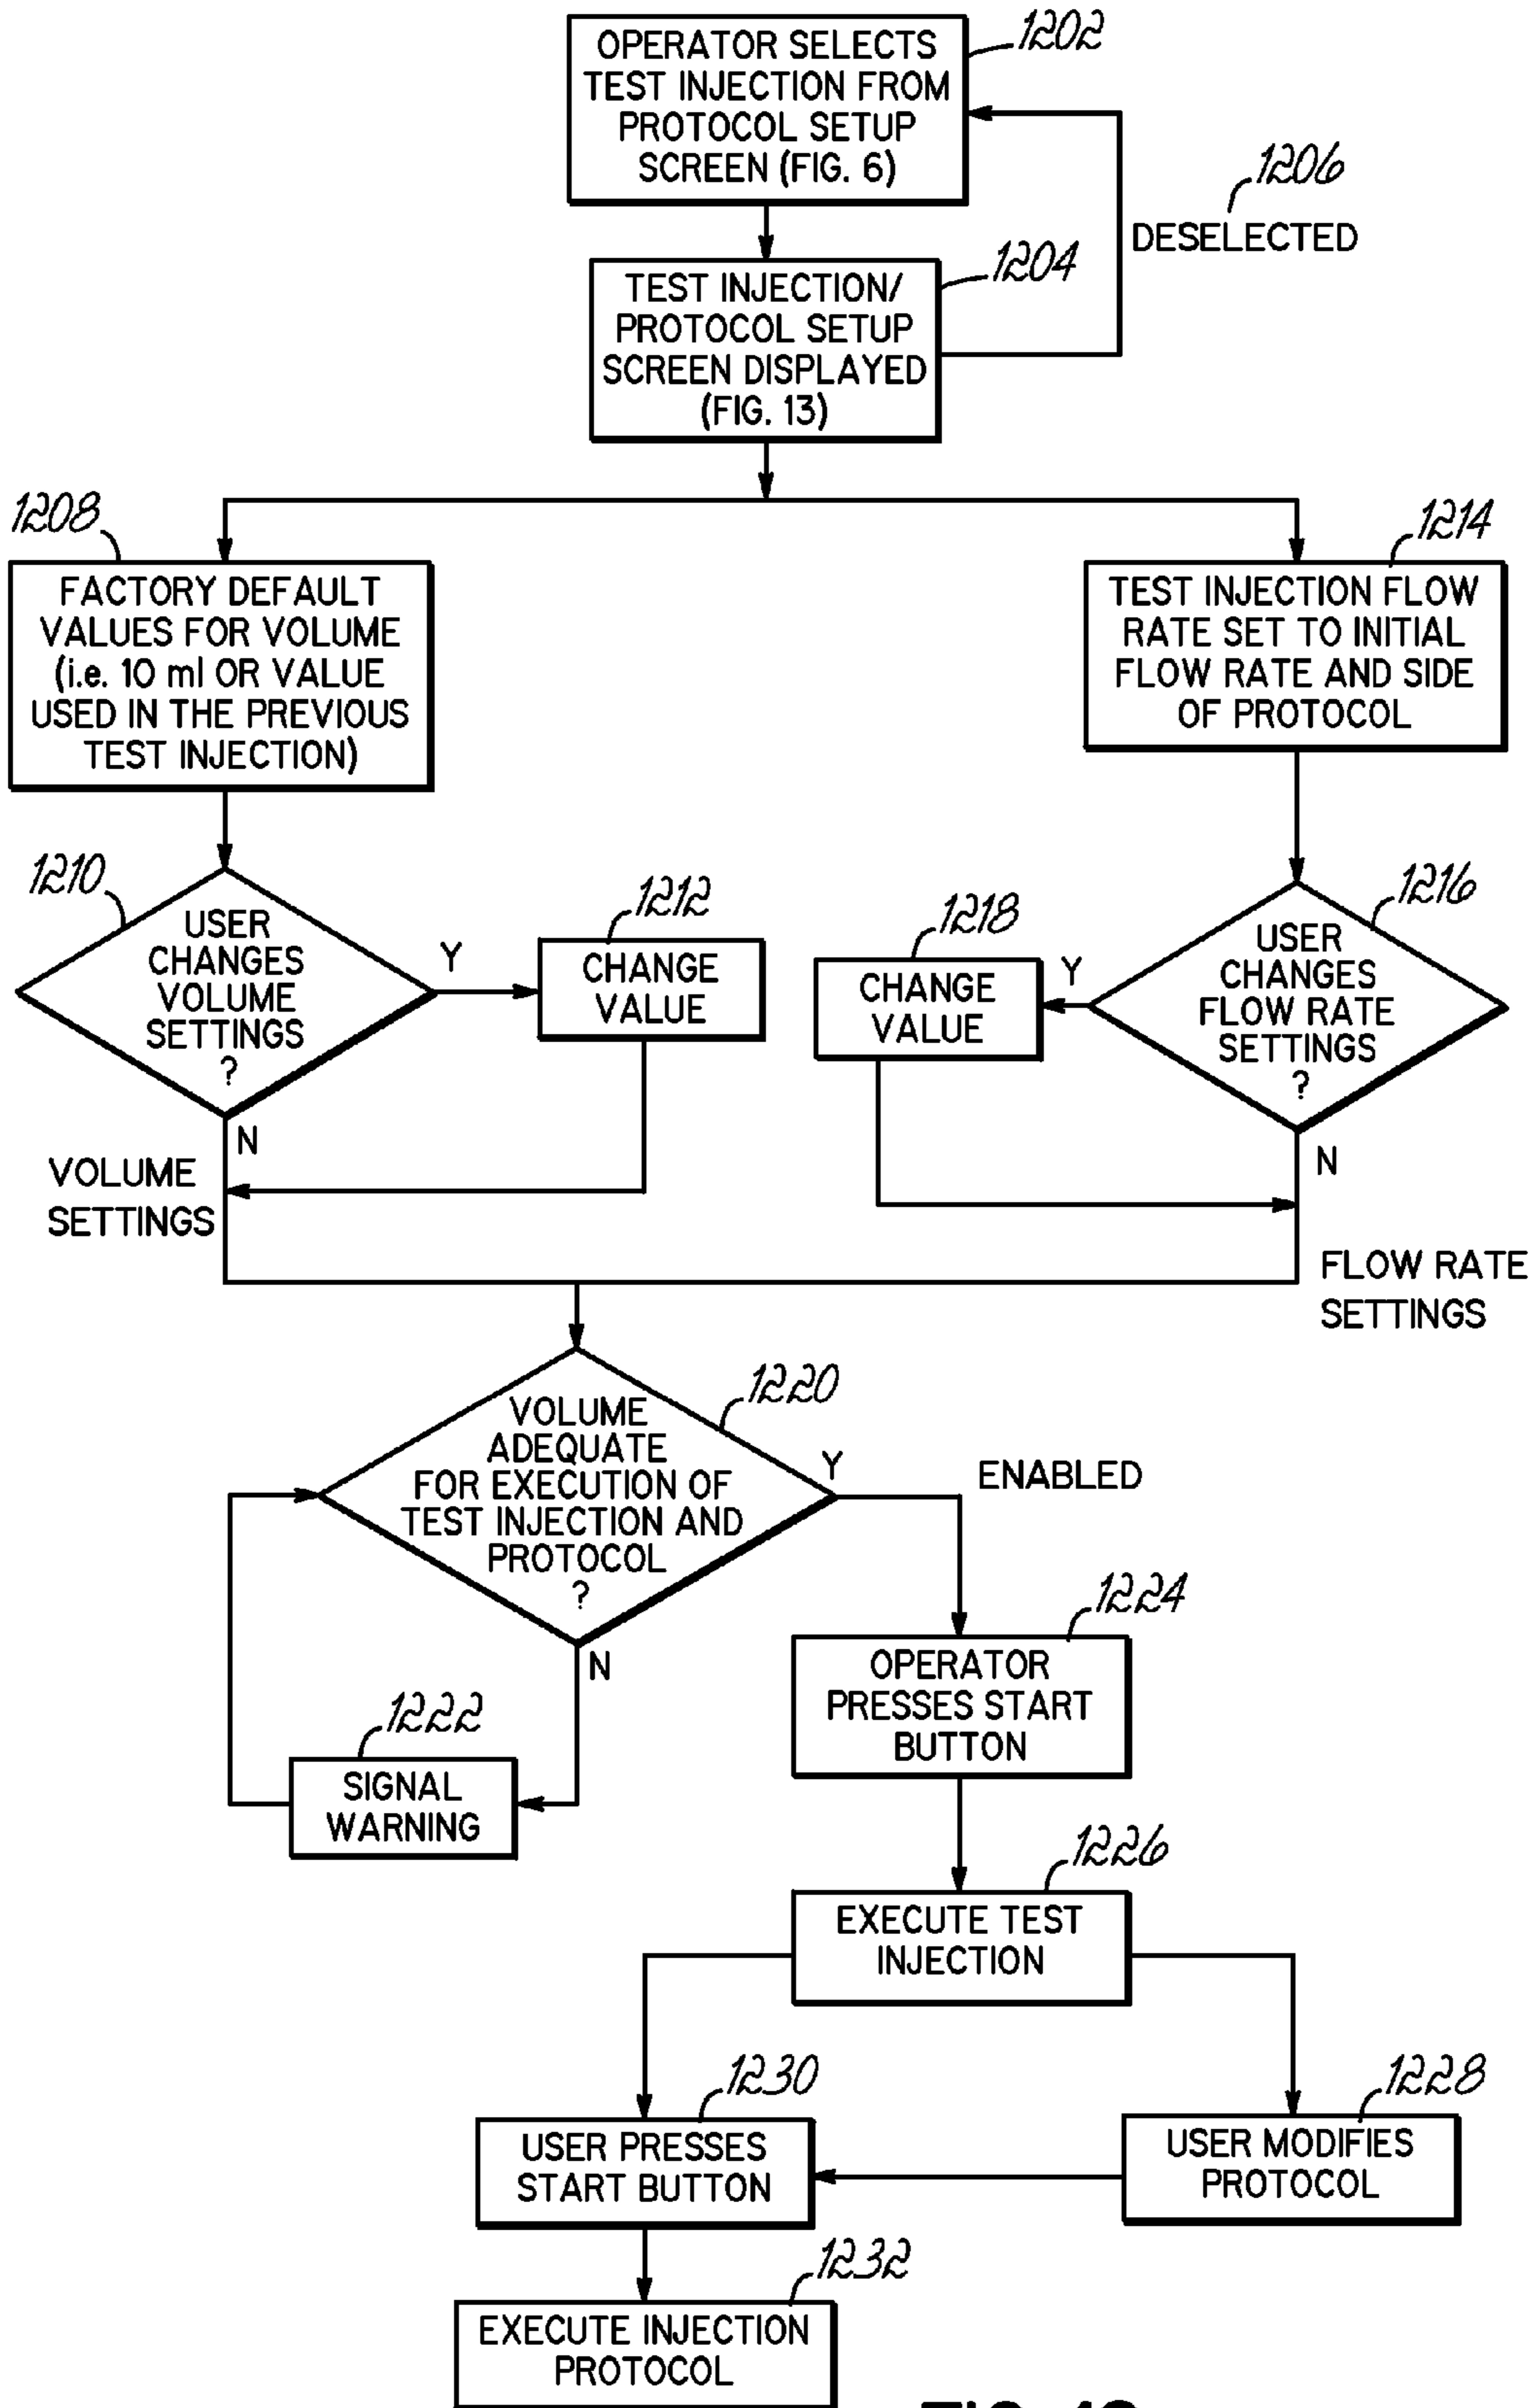 1202
OPERATOR SELECTS
TEST INJECTION FROM
PROTOCOL SETUP
SCREEN (FIG. 6)
1206
DESELECTED
1204
TEST INJECTION/
PROTOCOL SETUP
SCREEN DISPLAYED
(FIG. 13)
1208
FACTORY DEFAULT
VALUES FOR VOLUME
(i.e. 10 ml OR VALUE
USED IN THE PREVIOUS
TEST INJECTION)
1214
TEST INJECTION FLOW
RATE SET TO INITIAL
FLOW RATE AND SIDE
OF PROTOCOL
1210
USER
CHANGES
VOLUME
SETTINGS
?
Y
1212
CHANGE
VALUE
N
VOLUME
SETTINGS
1218
CHANGE
VALUE
Y
1216
USER
CHANGES
FLOW RATE
SETTINGS
?
N
FLOW RATE
SETTINGS
1220
VOLUME
ADEQUATE
FOR EXECUTION OF
TEST INJECTION AND
PROTOCOL
?
Y
ENABLED
N
1222
SIGNAL
WARNING
1224
OPERATOR
PRESSES START
BUTTON
1226
EXECUTE TEST
INJECTION
1230
USER PRESSES
START BUTTON
1228
USER MODIFIES
PROTOCOL
1232
EXECUTE INJECTION
PROTOCOL